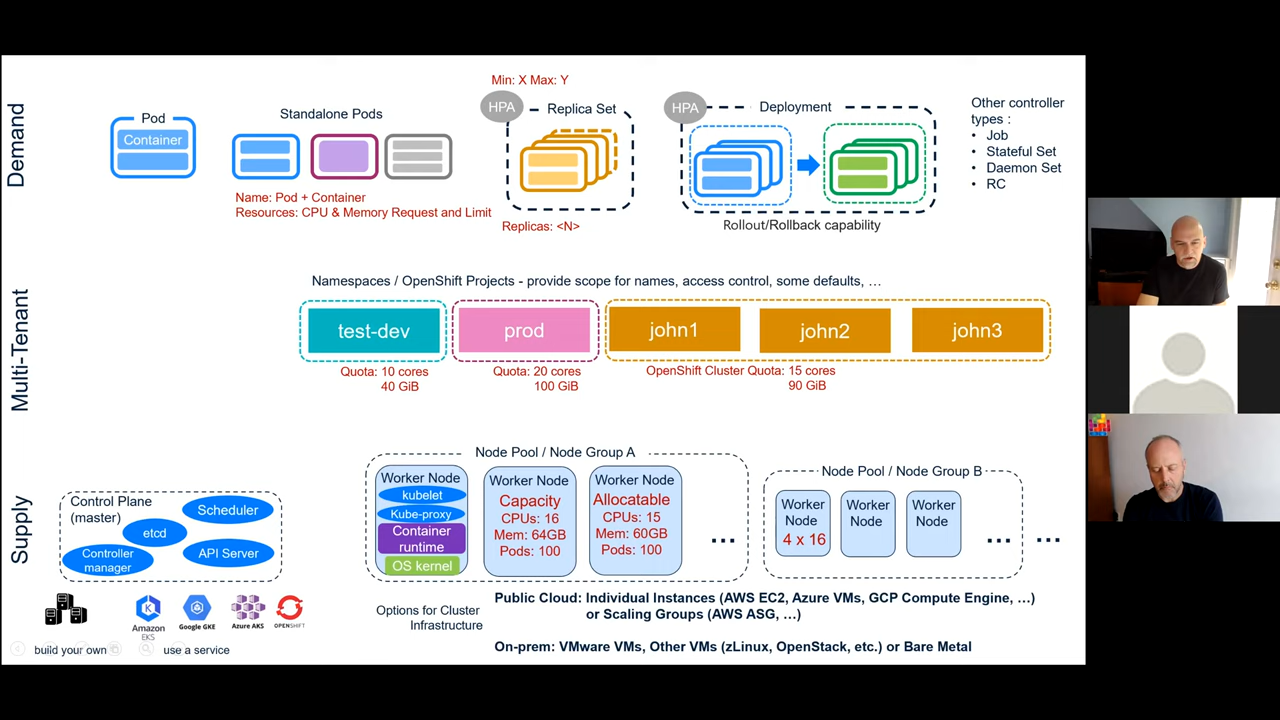 Demand
Pod
Container
Standalone Pods
Name: Pod + Container
Resources: CPU & Memory Request and Limit
Min: X Max: Y
HPA
Replica Set
Replicas: <N>
HPA
Deployment
Rollout/Rollback capability
Other controller
types :
• Job
• Stateful Set
• Daemon Set
• RC
Multi-Tenant
Namespaces / OpenShift Projects - provide scope for names, access control, some defaults, …
test-dev
prod
john1
john2
john3
Quota: 10 cores
40 GiB
Quota: 20 cores
100 GiB
OpenShift Cluster Quota: 15 cores
90 GiB
Supply
Control Plane
(master)
Scheduler
etcd
Controller
manager
API Server
Node Pool / Node Group A
Worker Node
kubelet
Kube-proxy
Container
runtime
OS kernel
Worker Node
Capacity
CPUs: 16
Mem: 64GB
Pods: 100
Worker Node
Allocatable
CPUs: 15
Mem: 60GB
Pods: 100
...
Node Pool / Node Group B
Worker
Node
4 x 16
Worker
Node
Worker
Node
...
...
Amazon
EKS
Google GKE
Azure AKS
OPENSHIFT
build your own
use a service
Options for Cluster
Infrastructure
Public Cloud: Individual Instances (AWS EC2, Azure VMs, GCP Compute Engine, …)
or Scaling Groups (AWS ASG, …)
On-prem: VMware VMs, Other VMs (zLinux, OpenStack, etc.) or Bare Metal